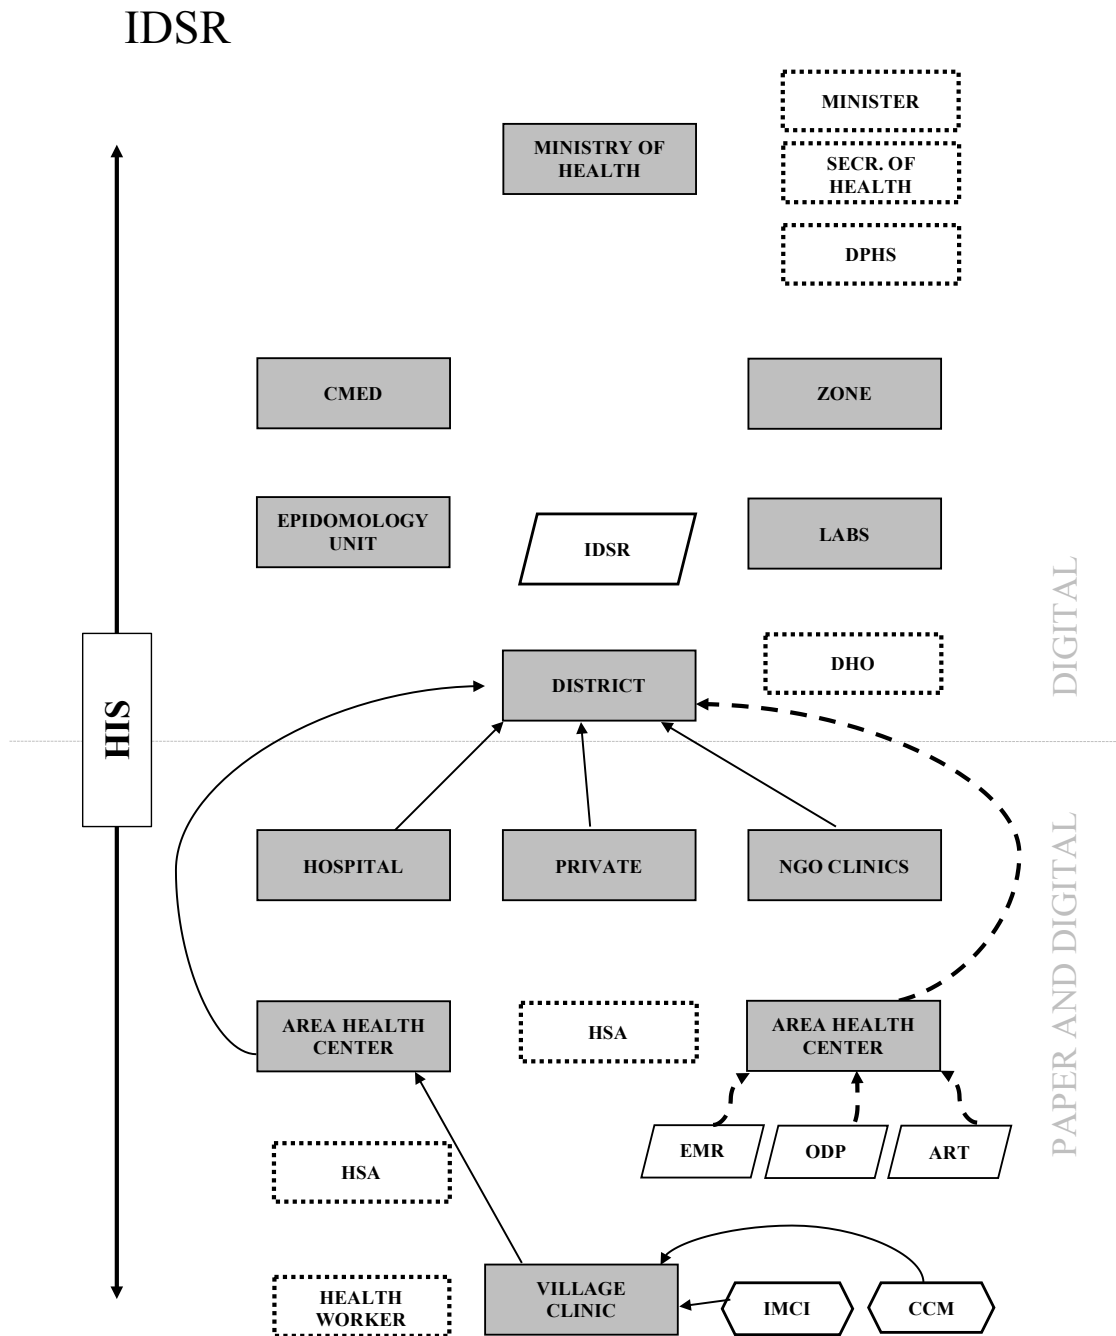 IDSR
MINISTER
MINISTRY OF
HEALTH
SECR. OF
HEALTH
DPHS
CMED
ZONE
EPIDOMOLOGY
UNIT
IDSR
LABS
DIGITAL
HIS
DISTRICT
DHO
HOSPITAL
PRIVATE
NGO CLINICS
PAPER AND DIGITAL
AREA HEALTH
CENTER
HSA
AREA HEALTH
CENTER
EMR
ODP
ART
HSA
HEALTH
WORKER
VILLAGE
CLINIC
IMCI
CCM